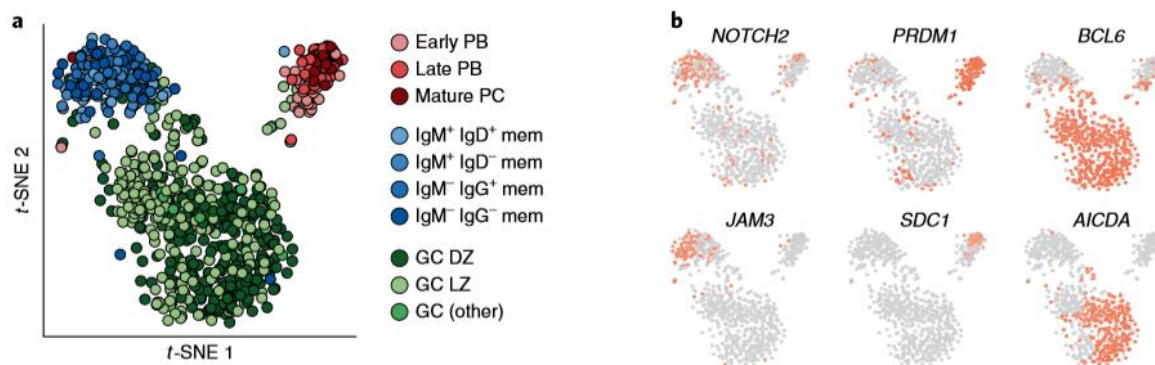 a
t-SNE 2
t-SNE 1
Early PB
Late PB
Mature PC
IgM⁺ IgD⁺ mem
IgM⁺ IgD⁻ mem
IgM⁻ IgG⁺ mem
IgM⁻ IgG⁻ mem
GC DZ
GC LZ
GC (other)
b
NOTCH2 PRDM1 BCL6
JAM3 SDC1 AICDA